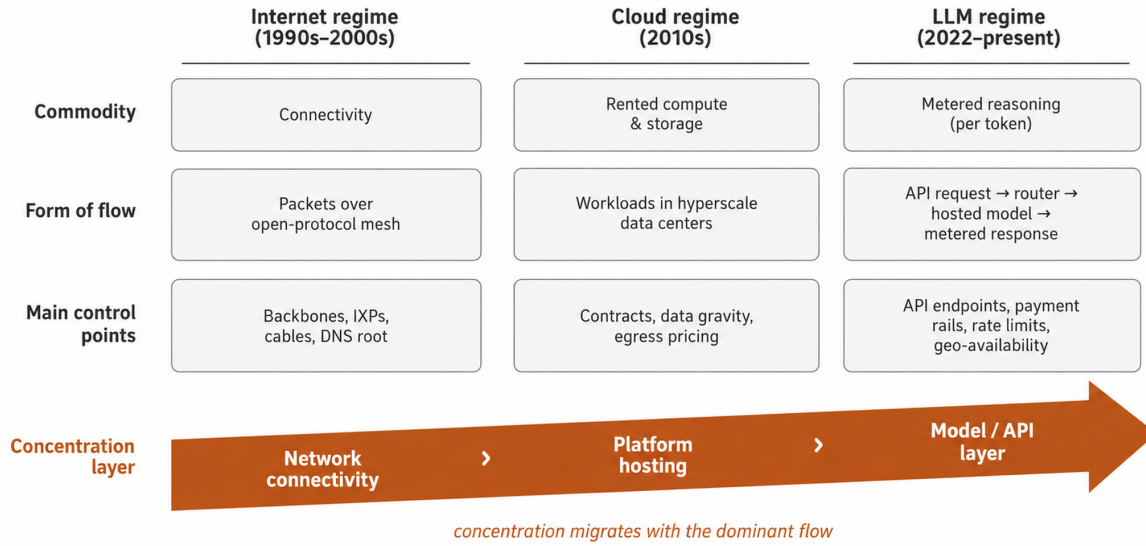 Internet regime
(1990s–2000s)
Cloud regime
(2010s)
LLM regime
(2022–present)
Commodity
Connectivity
Rented compute
& storage
Metered reasoning
(per token)
Form of flow
Packets over
open-protocol mesh
Workloads in hyperscale
data centers
API request → router →
hosted model →
metered response
Main control
points
Backbones, IXPs,
cables, DNS root
Contracts, data gravity,
egress pricing
API endpoints, payment
rails, rate limits,
geo-availability
Concentration
layer
Network
connectivity
›
Platform
hosting
›
Model / API
layer
concentration migrates with the dominant flow